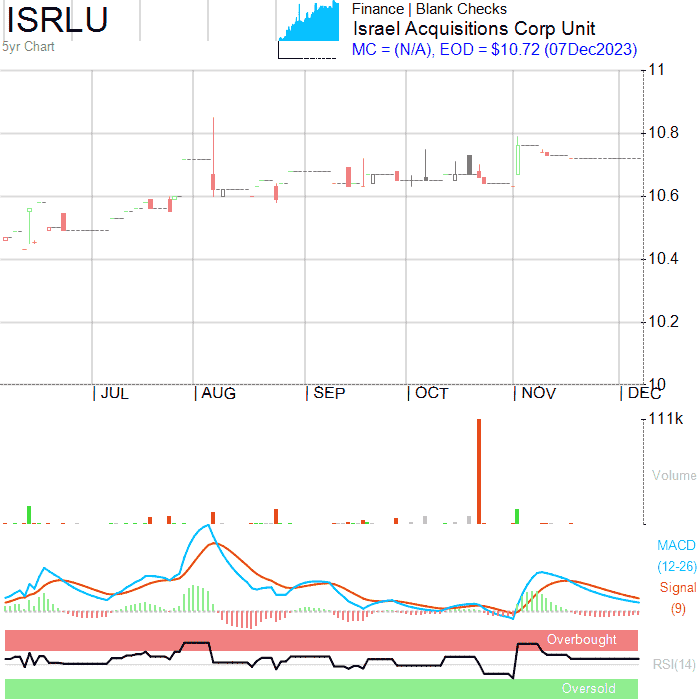 ISRLU
5yr Chart
Finance | Blank Checks
Israel Acquisitions Corp Unit
MC = (N/A), EOD = $10.72 (07Dec2023)
11
10.8
10.6
10.4
10.2
10
JUL
AUG
SEP
OCT
NOV
DEC
111k
Volume
MACD
(12-26)
Signal
(9)
Overbought
RSI(14)
Oversold